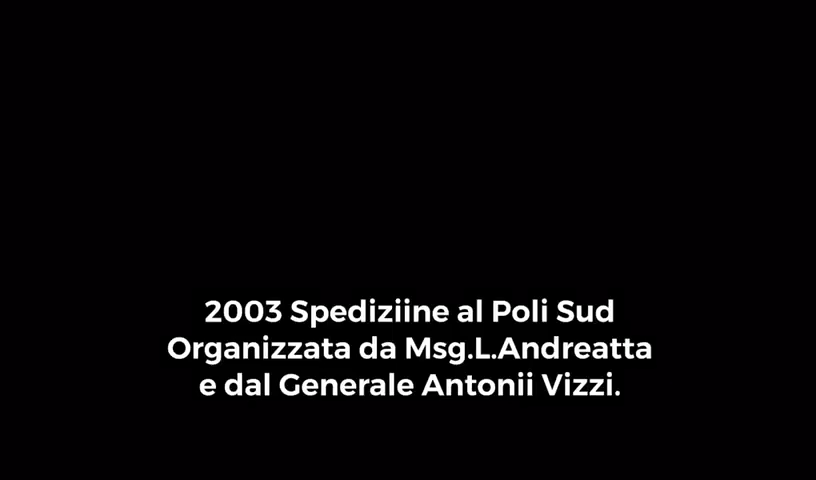 2003 Spediziine al Poli Sud
Organizzata da Msg.L.Andreatta
e dal Generale Antonii Vizzi.